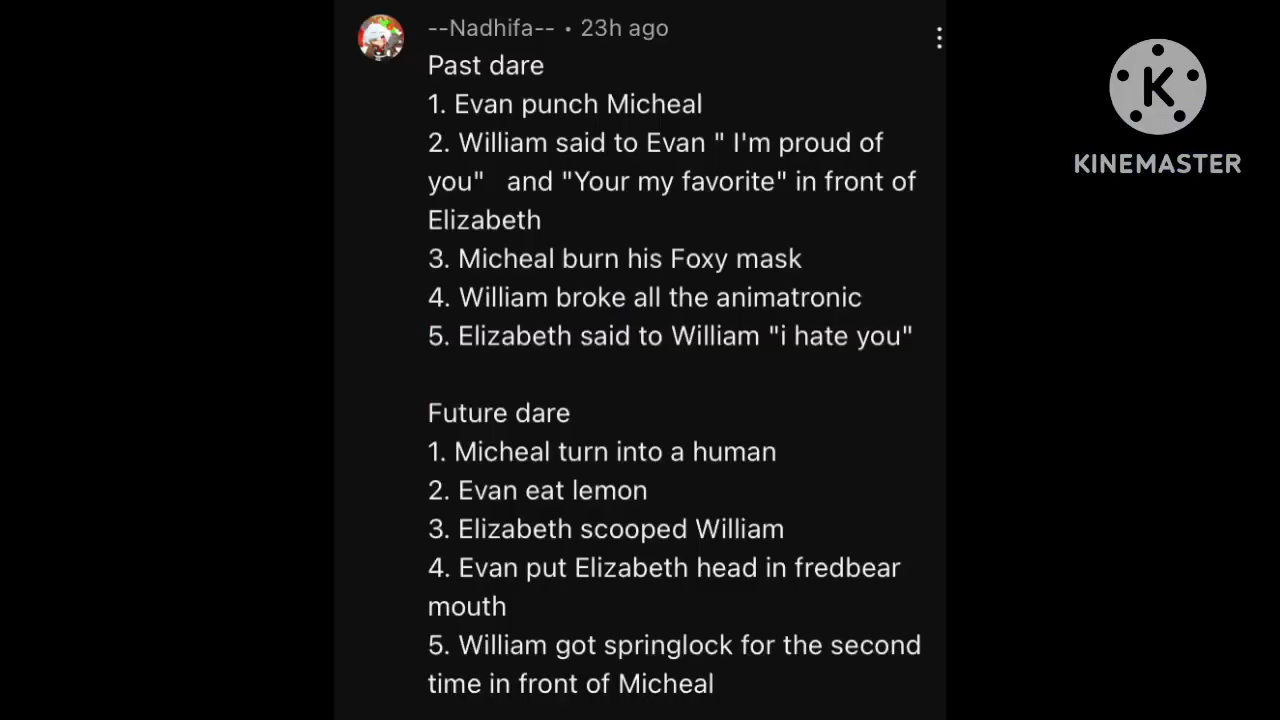 --Nadhifa-- • 23h ago
Past dare
1. Evan punch Micheal
2. William said to Evan " I'm proud of
you"   and "Your my favorite" in front of
Elizabeth
3. Micheal burn his Foxy mask
4. William broke all the animatronic
5. Elizabeth said to William "i hate you"

Future dare
1. Micheal turn into a human
2. Evan eat lemon
3. Elizabeth scooped William
4. Evan put Elizabeth head in fredbear
mouth
5. William got springlock for the second
time in front of Micheal
K
KINEMASTER